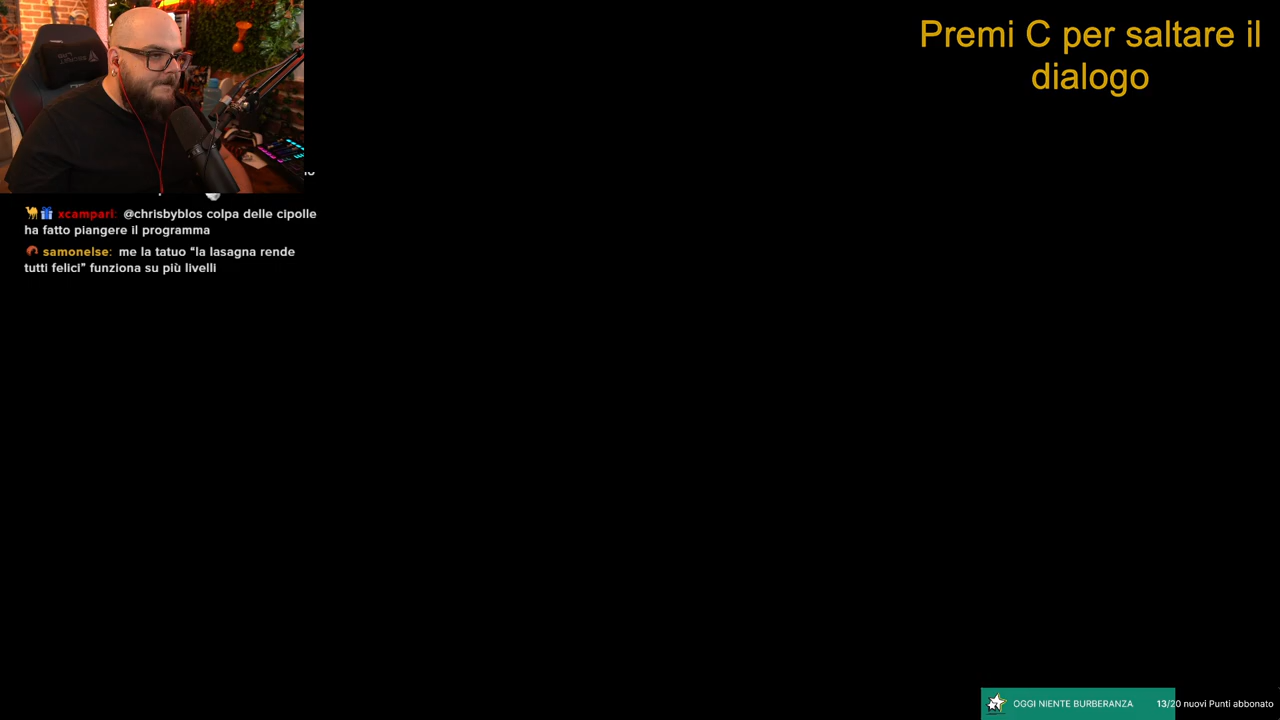 Premi C per saltare il
dialogo
xcampari: @chrisbyblos colpa delle cipolle
ha fatto piangere il programma
samonelse: me la tatuo “la lasagna rende
tutti felici” funziona su più livelli
OGGI NIENTE BURBERANZA 13/20 nuovi Punti abbonato